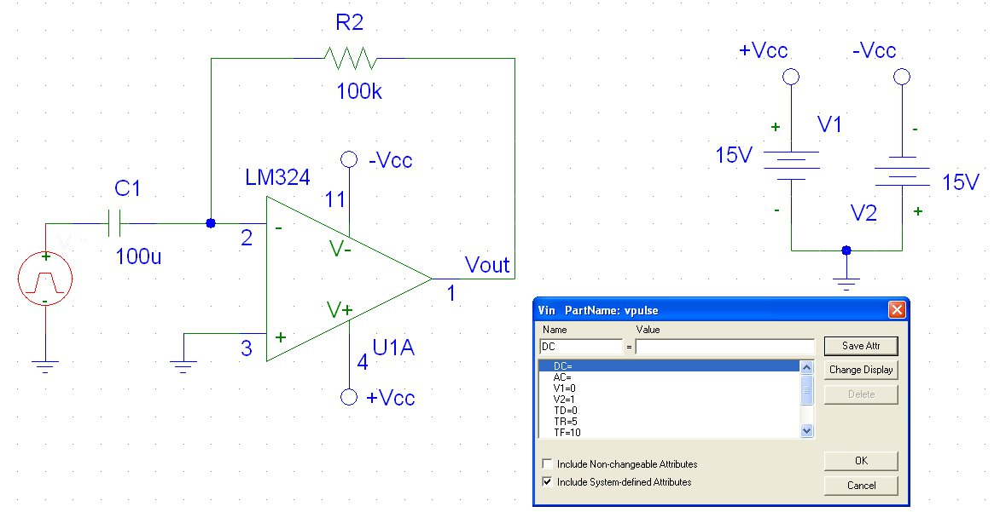 R2
100k
+Vcc
-Vcc
+
V1
-
15V
15V
-
V2
+
-Vcc
LM324
11
C1
2
-
100u
V-
+
Vout
1
-
V+
3
+
4
U1A
+Vcc
Vin PartName: vpulse
Name
Value
DC
=
Save Attr
DC=
AC=
V1=0
V2=1
TD=0
TR=5
TF=10
Change Display
Delete
Include Non-changeable Attributes
OK
Include System-defined Attributes
Cancel